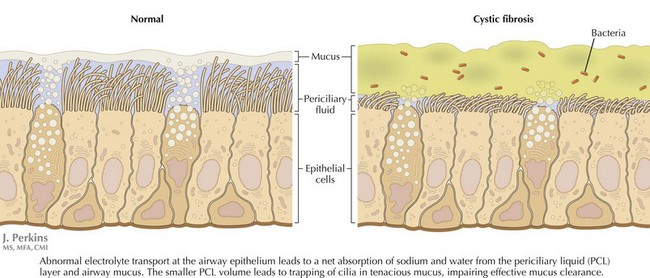 Normal
Cystic fibrosis
Bacteria
Mucus
Periciliary
fluid
Epithelial
cells
J. Perkins
MS, MFA, CMI
Abnormal electrolyte transport at the airway epithelium leads to a net absorption of sodium and water from the periciliary liquid (PCL)
layer and airway mucus. The smaller PCL volume leads to trapping of cilia in tenacious mucus, impairing effective mucus clearance.